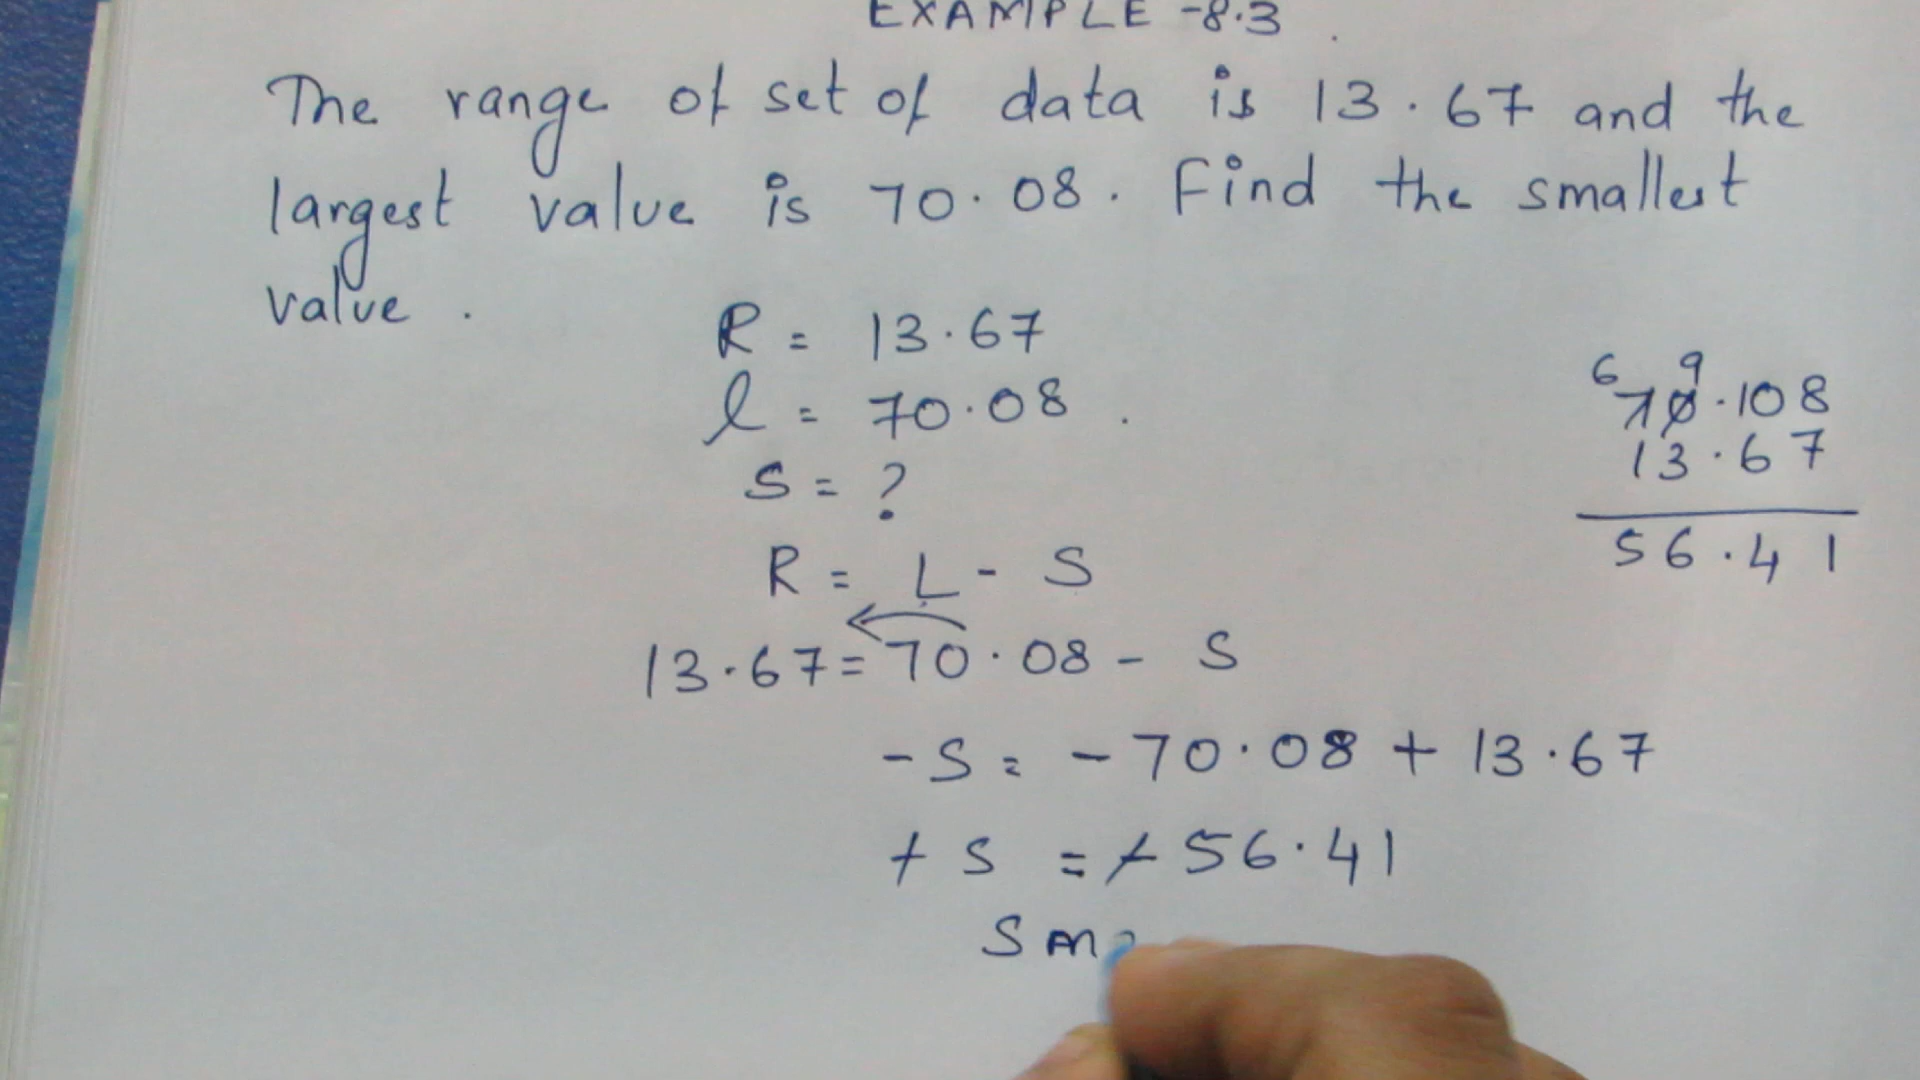 EXAMPLE -8.3
The range of set of data is 13.67 and the
largest value is 70.08. Find the smallest
value.
R = 13.67
l = 70.08.
S = ?
R = L - S
13.67 = 70.08 - S
-S = -70.08 + 13.67
+ S = + 56.41
6 9
70.108
13.67
56.41